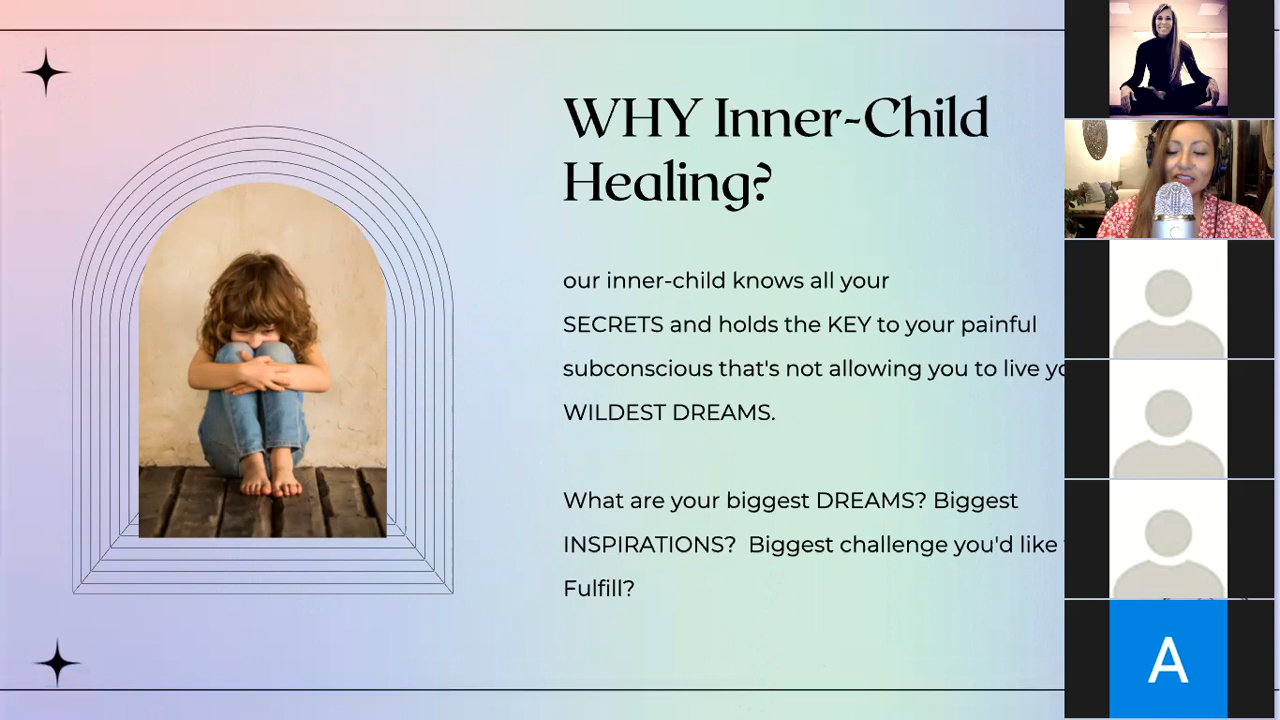 WHY Inner-Child
Healing?
our inner-child knows all your
SECRETS and holds the KEY to your painful
subconscious that's not allowing you to live
WILDEST DREAMS.
What are your biggest DREAMS? Biggest
INSPIRATIONS? Biggest challenge you'd like
Fulfill?
A